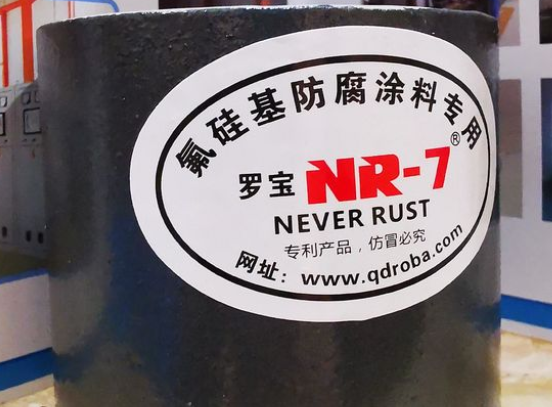 氟硅基防腐涂料专用
罗宝 NR-7®
NEVER RUST
专利产品，仿冒必究
网址：www.qdroba.com